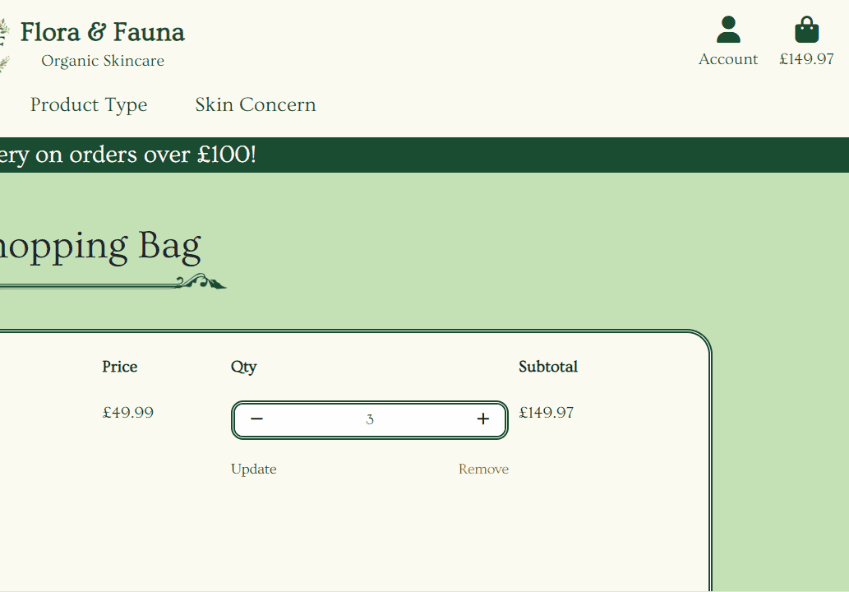 Flora & Fauna
Organic Skincare
Account £149.97
Product Type Skin Concern
ery on orders over £100!
hopping Bag
Price Qty Subtotal
£49.99 − 3 + £149.97
Update Remove